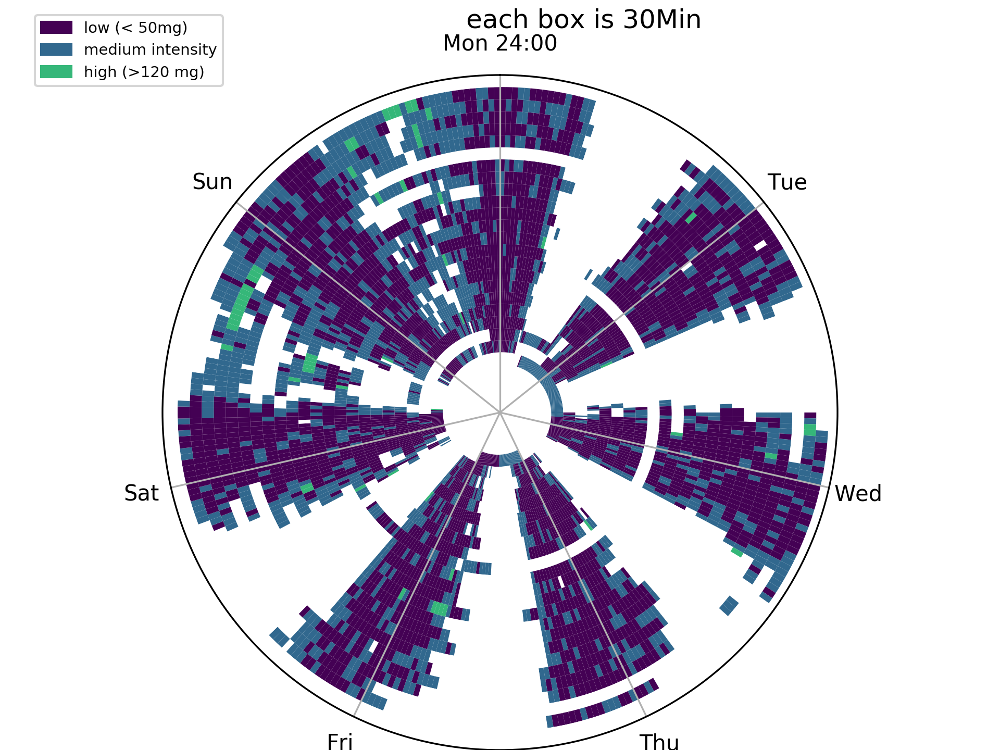 each box is 30Min
Mon 24:00
low (< 50mg)
medium intensity
high (>120 mg)
Sun
Tue
Sat
Wed
Fri
Thu